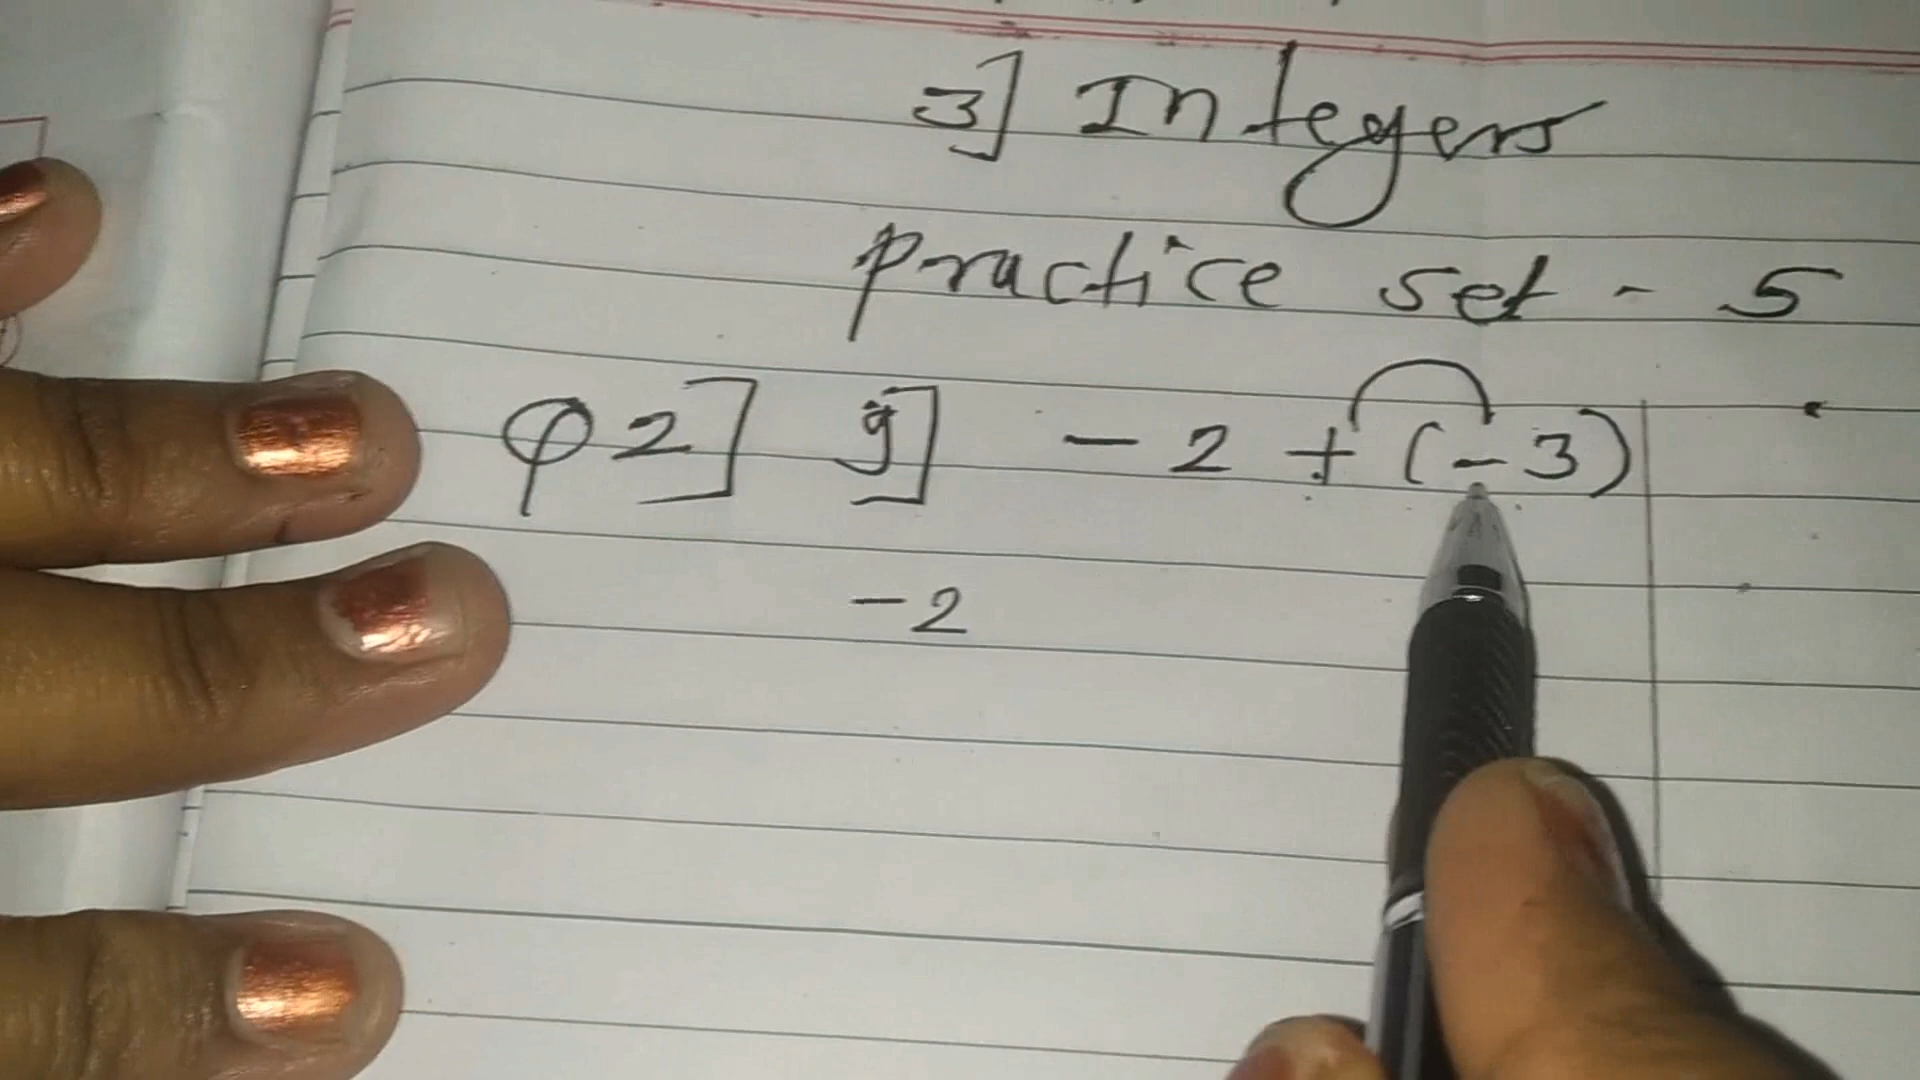 3] Integers
practice set - 5
Q2] g] - 2 + (-3)
- 2